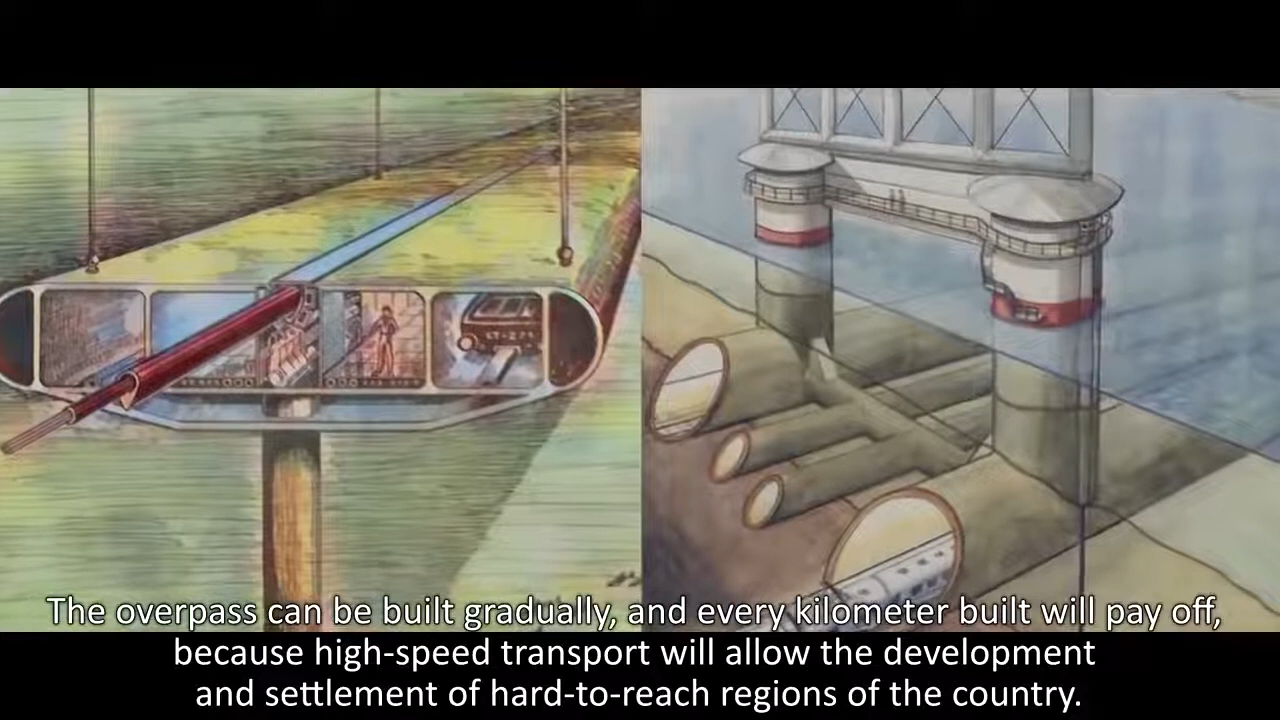 The overpass can be built gradually, and every kilometer built will pay off,
because high-speed transport will allow the development
and settlement of hard-to-reach regions of the country.